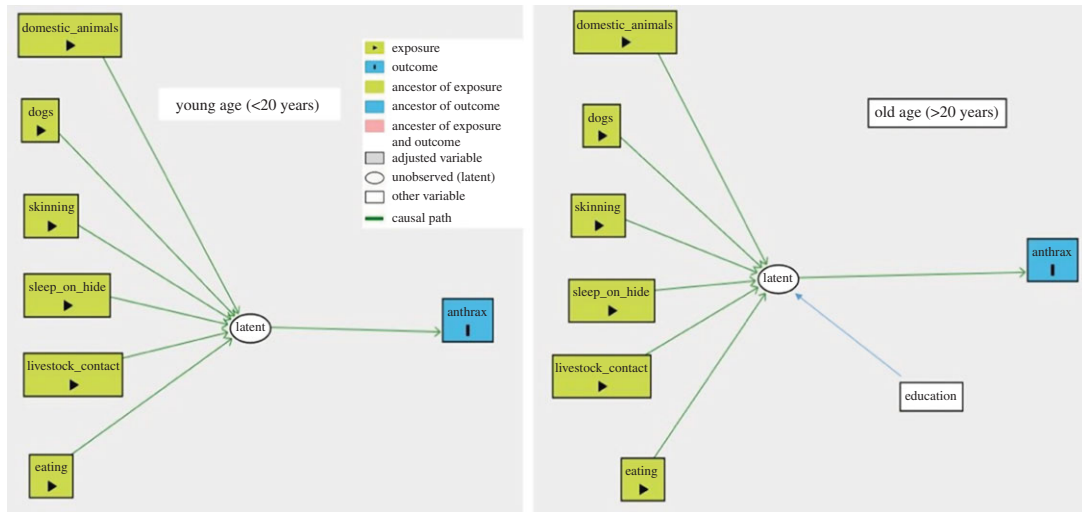 domestic_animals
young age (<20 years)
dogs
skinning
sleep_on_hide
livestock_contact
eating
latent
anthrax
exposure
outcome
ancestor of exposure
ancestor of outcome
ancester of exposure
and outcome
adjusted variable
unobserved (latent)
other variable
causal path
domestic_animals
old age (>20 years)
dogs
skinning
sleep_on_hide
livestock_contact
eating
latent
anthrax
education